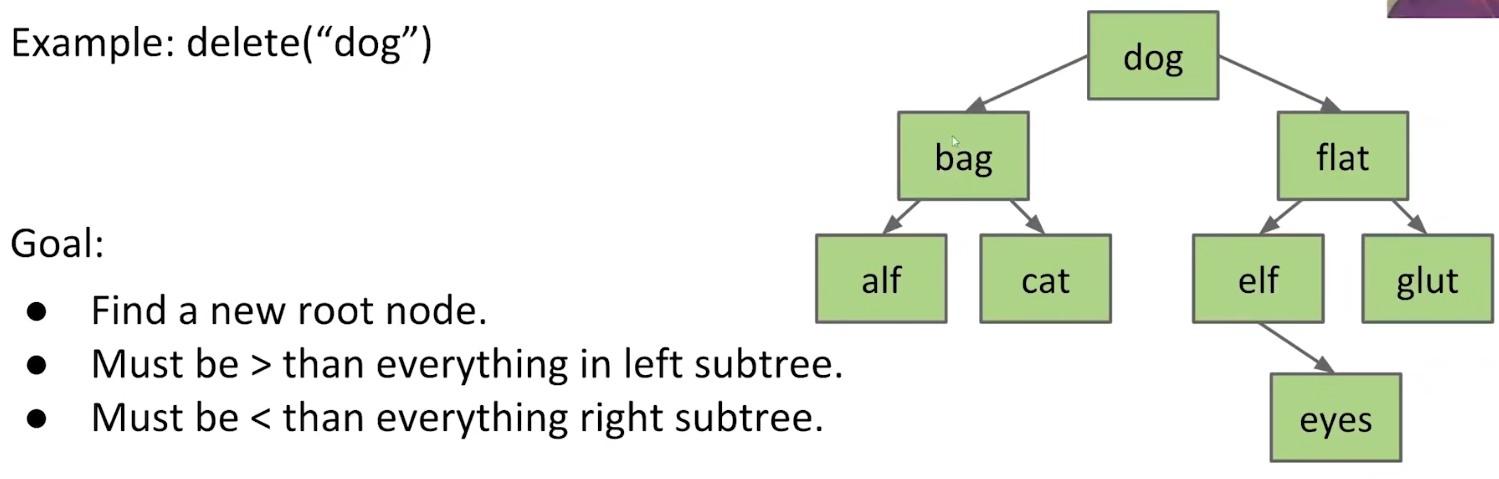 Example: delete(“dog”)
dog
bag
flat
alf
cat
elf
glut
eyes
Goal:
● Find a new root node.
● Must be > than everything in left subtree.
● Must be < than everything right subtree.